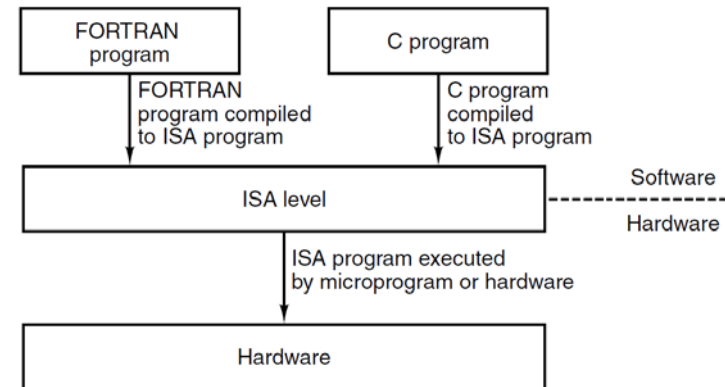 FORTRAN
program
C program
FORTRAN
program compiled
to ISA program
C program
compiled
to ISA program
ISA level
Software
Hardware
ISA program executed
by microprogram or hardware
Hardware